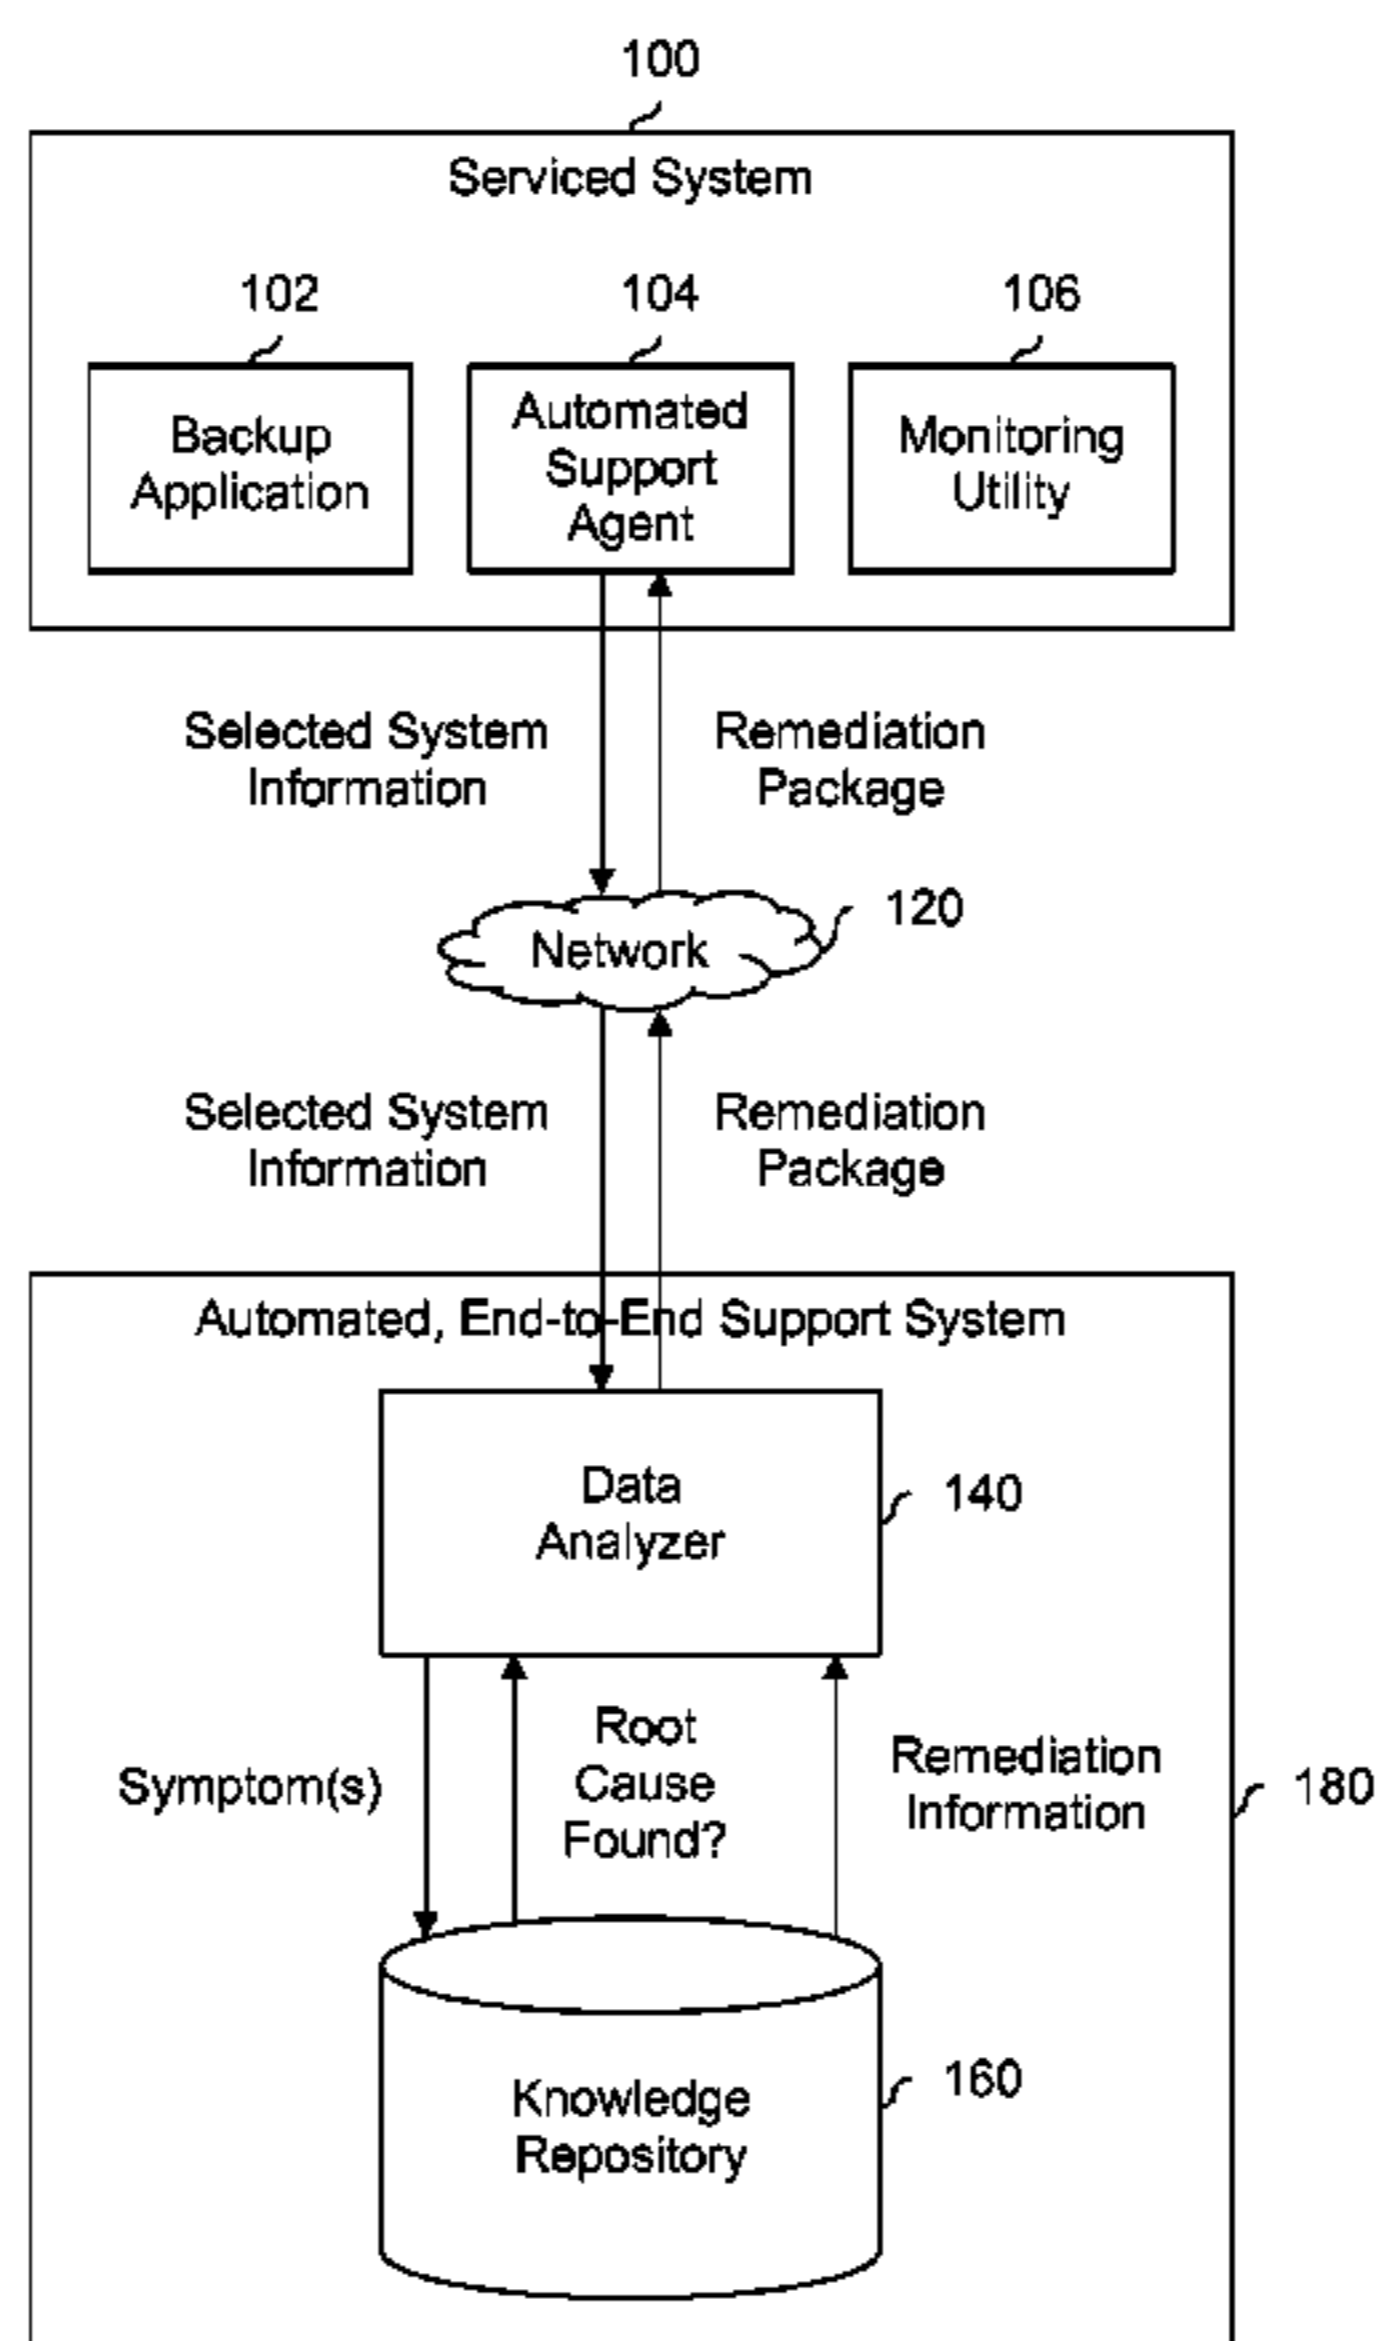 100
Serviced System
102
104
106
Backup
Application
Automated
Support
Agent
Monitoring
Utility
Selected System
Information
Remediation
Package
Network
120
Selected System
Information
Remediation
Package
Automated, End-to-End Support System
Data
Analyzer
140
Symptom(s)
Root
Cause
Found?
Remediation
Information
180
Knowledge
Repository
160